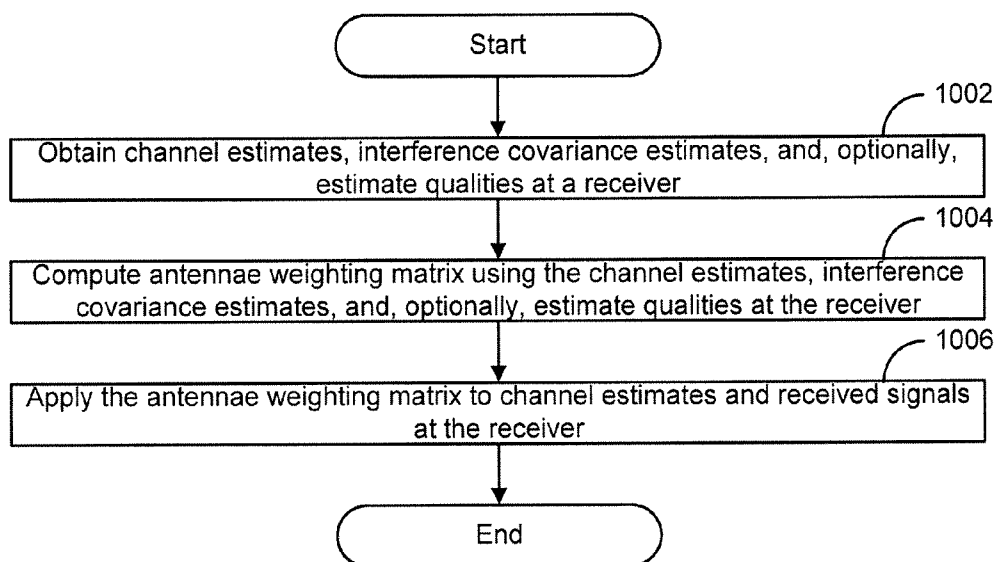 Start
1002
Obtain channel estimates, interference covariance estimates, and, optionally,
estimate qualities at a receiver
1004
Compute antennae weighting matrix using the channel estimates, interference
covariance estimates, and, optionally, estimate qualities at the receiver
1006
Apply the antennae weighting matrix to channel estimates and received signals
at the receiver
End